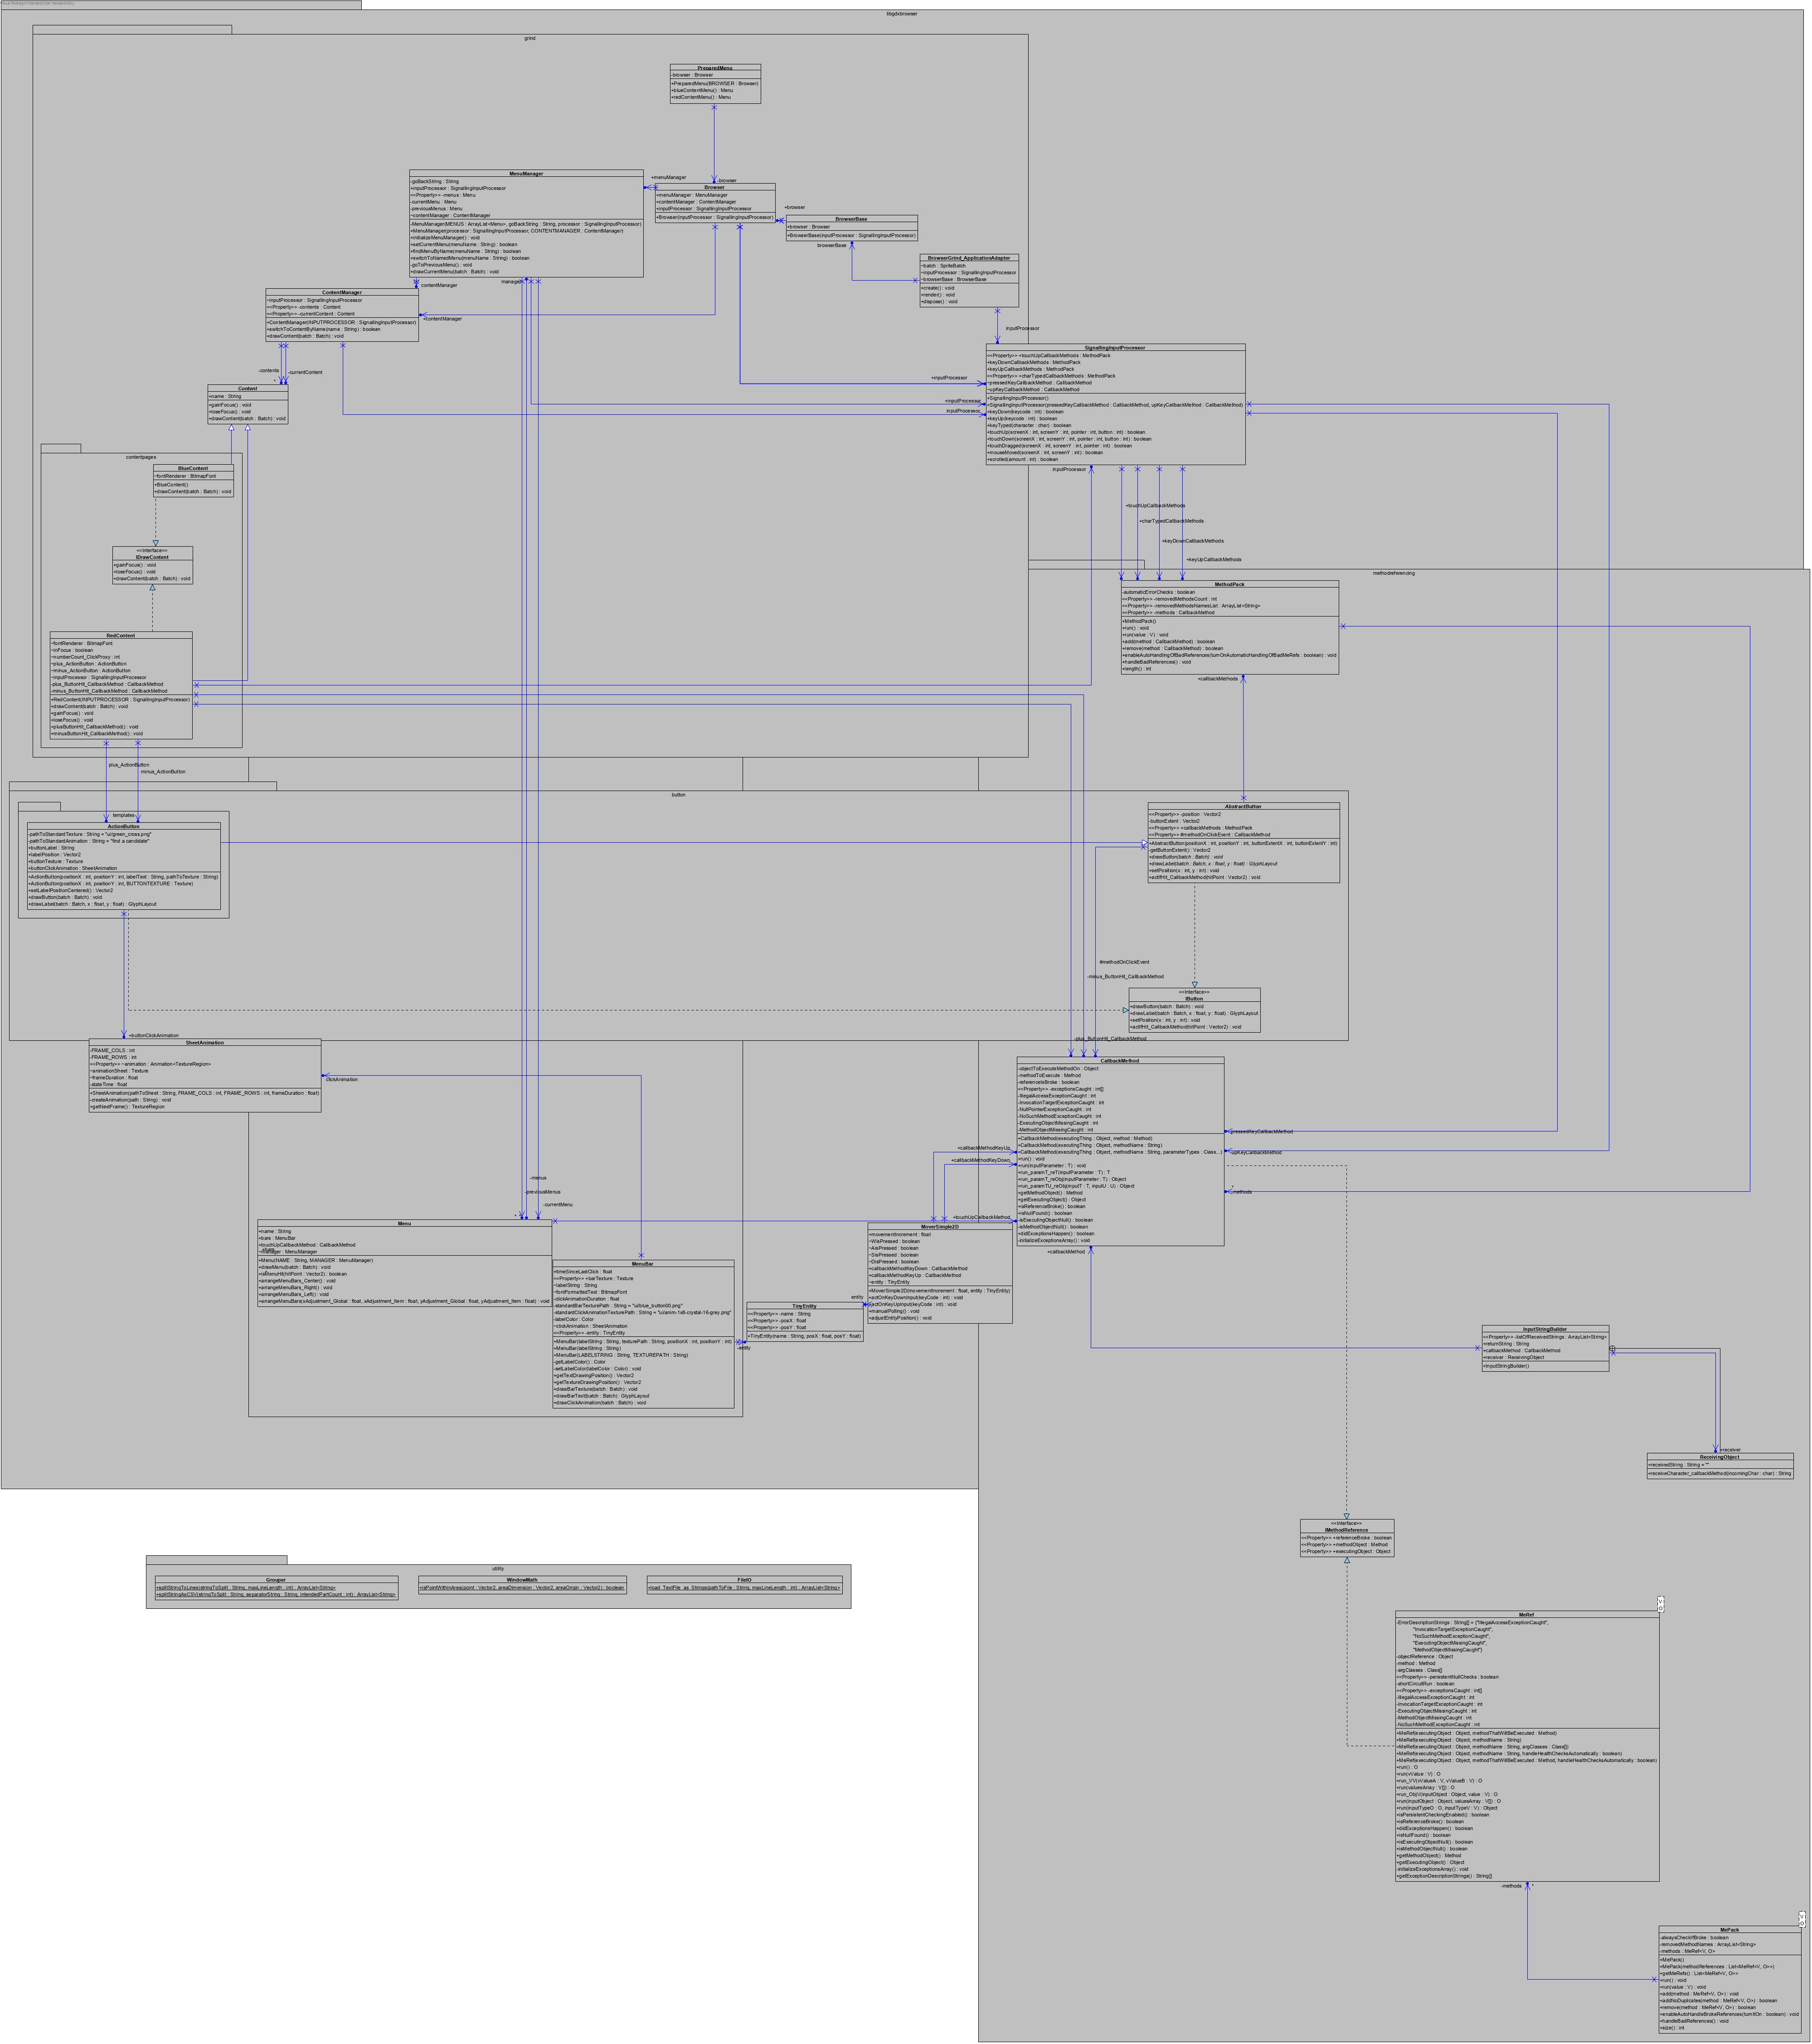 libgdxbrowser
grind
PreparedMenu
-browser : Browser
+PreparedMenu(BROWSER : Browser)
+blueContentMenu() : Menu
+redContentMenu() : Menu
-browser
MenuManager
-goBackString : String
+inputProcessor : SignallingInputProcessor
<<Property>> -menus : Menu
-currentMenu : Menu
-previousMenus : Menu
~contentManager : ContentManager
-MenuManager(MENUS : ArrayList<Menu>, goBackString : String, processor : SignallingInputProcessor)
+MenuManager(processor : SignallingInputProcessor, CONTENTMANAGER : ContentManager)
+initializeMenuManager() : void
+setCurrentMenu(menuName : String) : boolean
+findMenuByName(menuName : String) : boolean
+switchToNamedMenu(menuName : String) : boolean
-goToPreviousMenu() : void
+drawCurrentMenu(batch : Batch) : void
+menuManager
Browser
+menuManager : MenuManager
+contentManager : ContentManager
+inputProcessor : SignallingInputProcessor
+Browser(inputProcessor : SignallingInputProcessor)
+browser
BrowserBase
+browser : Browser
+BrowserBase(inputProcessor : SignallingInputProcessor)
browserBase
BrowserGrind_ApplicationAdapter
~batch : SpriteBatch
~inputProcessor : SignallingInputProcessor
~browserBase : BrowserBase
+create() : void
+render() : void
+dispose() : void
inputProcessor
contentManager
manager
ContentManager
~inputProcessor : SignallingInputProcessor
<<Property>> -contents : Content
<<Property>> -currentContent : Content
+ContentManager(INPUTPROCESSOR : SignallingInputProcessor)
+switchToContentByName(name : String) : boolean
+drawContent(batch : Batch) : void
+contentManager
-contents
*
-currentContent
Content
+name : String
+gainFocus() : void
+loseFocus() : void
+drawContent(batch : Batch) : void
SignallingInputProcessor
<<Property>> +touchUpCallbackMethods : MethodPack
+keyDownCallbackMethods : MethodPack
+keyUpCallbackMethods : MethodPack
<<Property>> +charTypedCallbackMethods : MethodPack
~pressedKeyCallbackMethod : CallbackMethod
~upKeyCallbackMethod : CallbackMethod
+SignallingInputProcessor()
+SignallingInputProcessor(pressedKeyCallbackMethod : CallbackMethod, upKeyCallbackMethod : CallbackMethod)
+keyDown(keycode : int) : boolean
+keyUp(keycode : int) : boolean
+keyTyped(character : char) : boolean
+touchUp(screenX : int, screenY : int, pointer : int, button : int) : boolean
+touchDown(screenX : int, screenY : int, pointer : int, button : int) : boolean
+touchDragged(screenX : int, screenY : int, pointer : int) : boolean
+mouseMoved(screenX : int, screenY : int) : boolean
+scrolled(amount : int) : boolean
+inputProcessor
+inputProcessor
inputProcessor
inputProcessor
contentpages
BlueContent
~fontRenderer : BitmapFont
+BlueContent()
+drawContent(batch : Batch) : void
<<Interface>>
IDrawContent
+gainFocus() : void
+loseFocus() : void
+drawContent(batch : Batch) : void
+touchUpCallbackMethods
+charTypedCallbackMethods
+keyDownCallbackMethods
+keyUpCallbackMethods
methodreferencing
MethodPack
-automaticErrorChecks : boolean
<<Property>> -removedMethodsCount : int
<<Property>> -removedMethodsNamesList : ArrayList<String>
<<Property>> -methods : CallbackMethod
+MethodPack()
+run() : void
+run(value : V) : void
+add(method : CallbackMethod) : boolean
+remove(method : CallbackMethod) : boolean
+enableAutoHandlingOfBadReferences(turnOnAutomaticHandlingOfBadMeRefs : boolean) : void
+handleBadReferences() : void
+length() : int
+callbackMethods
RedContent
~fontRenderer : BitmapFont
~inFocus : boolean
~numberCount_ClickProxy : int
~plus_ActionButton : ActionButton
~minus_ActionButton : ActionButton
~inputProcessor : SignallingInputProcessor
-plus_ButtonHit_CallbackMethod : CallbackMethod
-minus_ButtonHit_CallbackMethod : CallbackMethod
+RedContent(INPUTPROCESSOR : SignallingInputProcessor)
+drawContent(batch : Batch) : void
+gainFocus() : void
+loseFocus() : void
+plusButtonHit_CallbackMethod() : void
+minusButtonHit_CallbackMethod() : void
plus_ActionButton
minus_ActionButton
button
templates
ActionButton
-pathToStandardTexture : String = "ui/green_cross.png"
-pathToStandardAnimation : String = "find a candidate"
+buttonLabel : String
+labelPosition : Vector2
+buttonTexture : Texture
+buttonClickAnimation : SheetAnimation
+ActionButton(positionX : int, positionY : int, labelText : String, pathToTexture : String)
+ActionButton(positionX : int, positionY : int, BUTTONTEXTURE : Texture)
+setLabelPositionCentered() : Vector2
+drawButton(batch : Batch) : void
+drawLabel(batch : Batch, x : float, y : float) : GlyphLayout
AbstractButton
<<Property>> -position : Vector2
-buttonExtent : Vector2
<<Property>> +callbackMethods : MethodPack
<<Property>> #methodOnClickEvent : CallbackMethod
+AbstractButton(positionX : int, positionY : int, buttonExtentX : int, buttonExtentY : int)
-getButtonExtent() : Vector2
+drawButton(batch : Batch) : void
+drawLabel(batch : Batch, x : float, y : float) : GlyphLayout
+setPosition(x : int, y : int) : void
+actIfHit_CallbackMethod(hitPoint : Vector2) : void
#methodOnClickEvent
-minus_ButtonHit_CallbackMethod
<<Interface>>
IButton
+drawButton(batch : Batch) : void
+drawLabel(batch : Batch, x : float, y : float) : GlyphLayout
+setPosition(x : int, y : int) : void
+actIfHit_CallbackMethod(hitPoint : Vector2) : void
+buttonClickAnimation
-plus_ButtonHit_CallbackMethod
SheetAnimation
-FRAME_COLS : int
-FRAME_ROWS : int
<<Property>> ~animation : Animation<TextureRegion>
~animationSheet : Texture
~frameDuration : float
-stateTime : float
+SheetAnimation(pathToSheet : String, FRAME_COLS : int, FRAME_ROWS : int, frameDuration : float)
-createAnimation(path : String) : void
+getNextFrame() : TextureRegion
clickAnimation
CallbackMethod
-objectToExecuteMethodOn : Object
-methodToExecute : Method
-referenceIsBroke : boolean
<<Property>> -exceptionsCaught : int[]
-IllegalAccessExceptionCaught : int
-InvocationTargetExceptionCaught : int
-NullPointerExceptionCaught : int
-NoSuchMethodExceptionCaught : int
-ExecutingObjectMissingCaught : int
-MethodObjectMissingCaught : int
+CallbackMethod(executingThing : Object, method : Method)
+CallbackMethod(executingThing : Object, methodName : String)
+CallbackMethod(executingThing : Object, methodName : String, parameterTypes : Class...)
+run() : void
+run(inputParameter : T) : void
+run_paramT_reT(inputParameter : T) : T
+run_paramT_reObj(inputParameter : T) : Object
+run_paramTU_reObj(inputT : T, inputU : U) : Object
+getMethodObject() : Method
+getExecutingObject() : Object
+isReferenceBroke() : boolean
+isNullFound() : boolean
+isExecutingObjectNull() : boolean
+isMethodObjectNull() : boolean
+didExceptionsHappen() : boolean
-initializeExceptionsArray() : void
~pressedKeyCallbackMethod
~upKeyCallbackMethod
*
-methods
+callbackMethodKeyUp
+callbackMethodKeyDown
+touchUpCallbackMethod
+callbackMethod
-menus
-previousMenus
-currentMenu
*
Menu
+name : String
+bars : MenuBar
+touchUpCallbackMethod : CallbackMethod
~manager : MenuManager
+Menu(NAME : String, MANAGER : MenuManager)
+drawMenu(batch : Batch) : void
+isMenuHit(hitPoint : Vector2) : boolean
+arrangeMenuBars_Center() : void
+arrangeMenuBars_Right() : void
+arrangeMenuBars_Left() : void
+arrangeMenuBars(xAdjustment_Global : float, xAdjustment_Item : float, yAdjustment_Global : float, yAdjustment_Item : float) : void
MenuBar
+timeSinceLastClick : float
<<Property>> +barTexture : Texture
-labelString : String
~fontFormattedText : BitmapFont
~clickAnimationDuration : float
~standardBarTexturePath : String = "ui/blue_button00.png"
~standardClickAnimationTexturePath : String = "ui/anim-1x8-crystal-16-grey.png"
-labelColor : Color
~clickAnimation : SheetAnimation
<<Property>> -entity : TinyEntity
+MenuBar(labelString : String, texturePath : String, positionX : int, positionY : int)
+MenuBar(labelString : String)
+MenuBar(LABELSTRING : String, TEXTUREPATH : String)
-getLabelColor() : Color
-setLabelColor(labelColor : Color) : void
+getTextDrawingPosition() : Vector2
+getTextureDrawingPosition() : Vector2
+drawBarTexture(batch : Batch) : void
+drawBarText(batch : Batch) : GlyphLayout
+drawClickAnimation(batch : Batch) : void
-entity
TinyEntity
<<Property>> -name : String
<<Property>> -posX : float
<<Property>> -posY : float
+TinyEntity(name : String, posX : float, posY : float)
entity
MoverSimple2D
+movementIncrement : float
~WisPressed : boolean
~AisPressed : boolean
~SisPressed : boolean
~DisPressed : boolean
+callbackMethodKeyDown : CallbackMethod
+callbackMethodKeyUp : CallbackMethod
~entity : TinyEntity
+MoverSimple2D(movementIncrement : float, entity : TinyEntity)
+actOnKeyDownInput(keyCode : int) : void
+actOnKeyUpInput(keyCode : int) : void
+manualPolling() : void
+adjustEntityPosition() : void
InputStringBuilder
<<Property>> -listOfReceivedStrings : ArrayList<String>
+returnString : String
+callbackMethod : CallbackMethod
+receiver : ReceivingObject
+InputStringBuilder()
+receiver
ReceivingObject
+receivedString : String = ""
+receiveCharacter_callbackMethod(incomingChar : char) : String
<<Interface>>
IMethodReference
<<Property>> +referenceBroke : boolean
<<Property>> +methodObject : Method
<<Property>> +executingObject : Object
utility
Grouper
+splitStringToLines(stringToSplit : String, maxLineLength : int) : ArrayList<String>
+splitStringAsCSV(stringToSplit : String, separatorString : String, intendedPartCount : int) : ArrayList<String>
WindowMath
+isPointWithinArea(point : Vector2, areaDimension : Vector2, areaOrigin : Vector2) : boolean
FileIO
+load_TextFile_as_Strings(pathToFile : String, maxLineLength : int) : ArrayList<String>
V
O
MeRef
-ErrorDescriptionStrings : String[] = {"IllegalAccessExceptionCaught",
"InvocationTargetExceptionCaught",
"NoSuchMethodExceptionCaught",
"ExecutingObjectMissingCaught",
"MethodObjectMissingCaught"}
-objectReference : Object
-method : Method
-argClasses : Class[]
<<Property>> -persistentNullChecks : boolean
-shortCircuitRun : boolean
<<Property>> -exceptionsCaught : int[]
-IllegalAccessExceptionCaught : int
-InvocationTargetExceptionCaught : int
-ExecutingObjectMissingCaught : int
-MethodObjectMissingCaught : int
-NoSuchMethodExceptionCaught : int
+MeRef(executingObject : Object, methodThatWillBeExecuted : Method)
+MeRef(executingObject : Object, methodName : String)
+MeRef(executingObject : Object, methodName : String, argClasses : Class[])
+MeRef(executingObject : Object, methodName : String, handleHealthChecksAutomatically : boolean)
+MeRef(executingObject : Object, methodThatWillBeExecuted : Method, handleHealthChecksAutomatically : boolean)
+run() : O
+run(vValue : V) : O
+run_VV(vValueA : V, vValueB : V) : O
+run(valuesArray : V[]) : O
+run_ObjV(inputObject : Object, value : V) : O
+run(inputObject : Object, valuesArray : V[]) : O
+run(inputTypeO : O, inputTypeV : V) : Object
+isPersistentCheckingEnabled() : boolean
+isReferenceBroke() : boolean
+didExceptionsHappen() : boolean
+isNullFound() : boolean
+isExecutingObjectNull() : boolean
+isMethodObjectNull() : boolean
+getMethodObject() : Method
+getExecutingObject() : Object
-initializeExceptionsArray() : void
+getExceptionDescriptionStrings() : String[]
-methods
*
V
O
MePack
-alwaysCheckIfBroke : boolean
-removedMethodNames : ArrayList<String>
-methods : MeRef<V, O>
+MePack()
+MePack(methodReferences : List<MeRef<V, O>>)
+getMeRefs() : List<MeRef<V, O>>
+run() : void
+run(value : V) : void
+add(method : MeRef<V, O>) : void
+addNoDuplicates(method : MeRef<V, O>) : boolean
+remove(method : MeRef<V, O>) : boolean
+enableAutoHandleBrokeReferences(turnItOn : boolean) : void
+handleBadReferences() : void
+size() : int